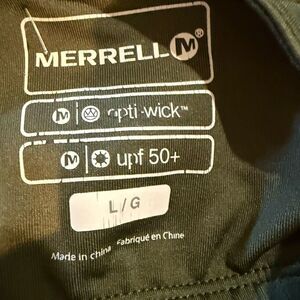 MERRELL M®
M opti-wick™
M upf 50+
L/G
Made in china Fabriqué en Chine